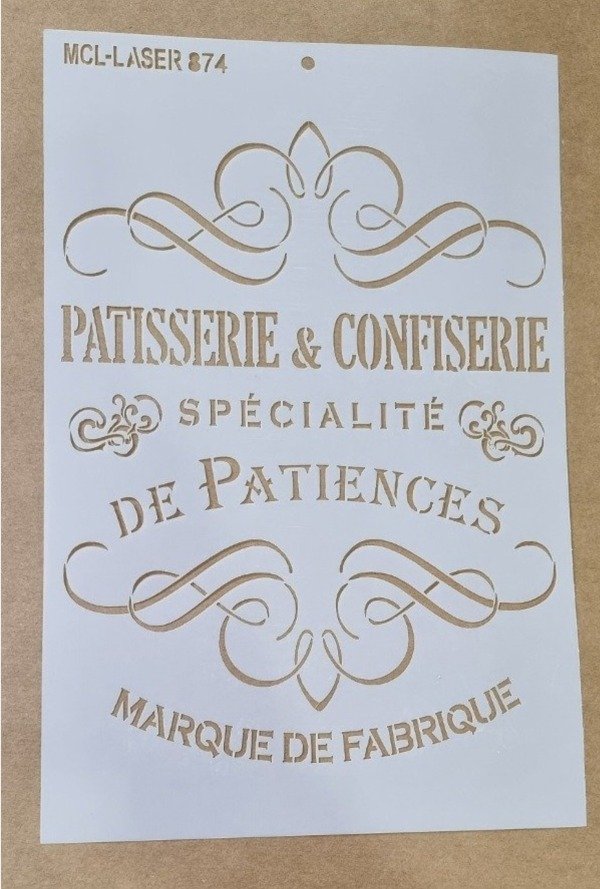 MCL-LASER 874
PATISSERIE & CONFISERIE
SPÉCIALITÉ
DE PATIENCES
MARQUE DE FABRIQUE